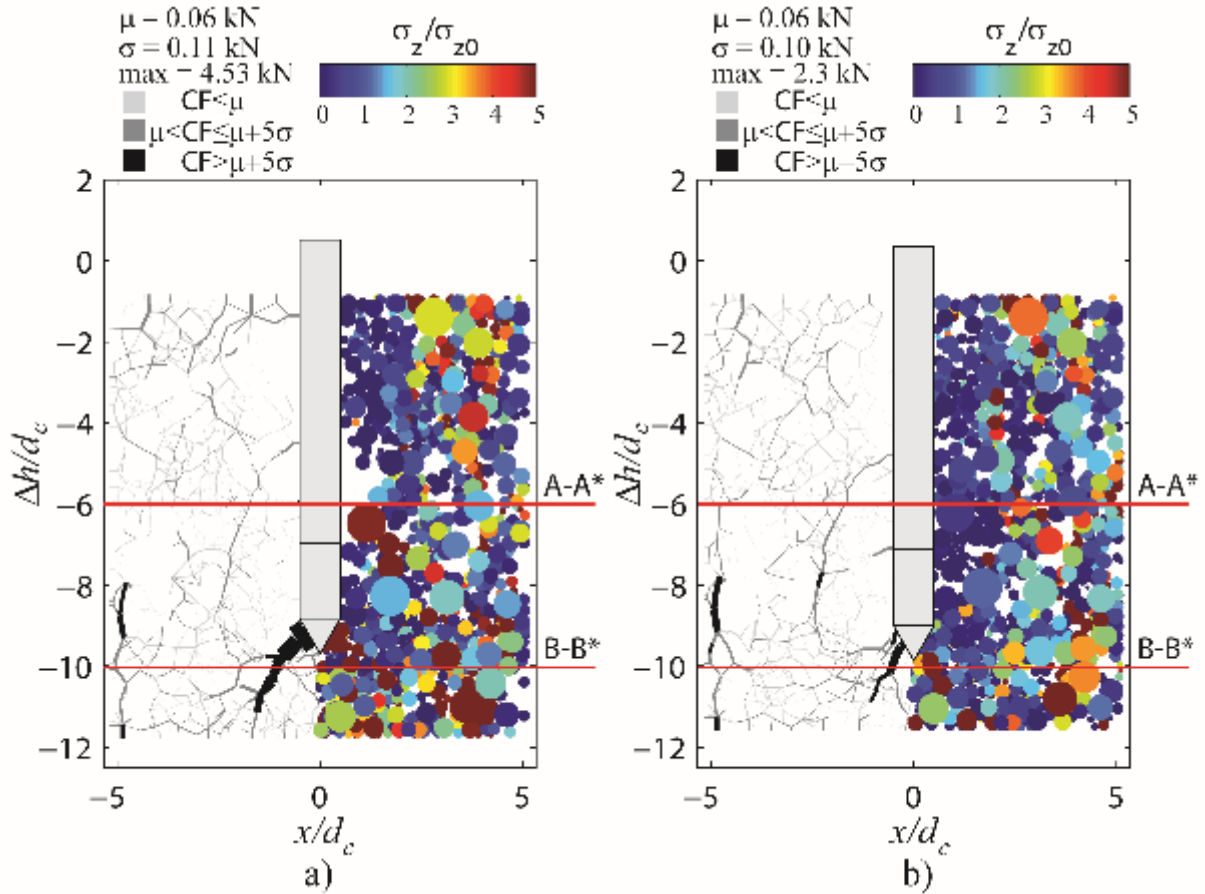 μ − 0.06 kN
σ = 0.11 kN
max = 4.53 kN
CF<μ
μ<CF≤μ+5σ
CF>μ+5σ
σz/σz0
0 1 2 3 4 5
2
0
−2
−4
−6
−8
−10
−12
Δh/dc
A-A*
B-B*
−5 0 5
x/dc
a)
μ − 0.06 kN
σ = 0.10 kN
max = 2.3 kN
CF<μ
μ<CF≤μ+5σ
CF>μ−5σ
σz/σz0
0 1 2 3 4 5
2
0
−2
−4
−6
−8
−10
−12
Δh/dc
A-A*
B-B*
−5 0 5
x/dc
b)